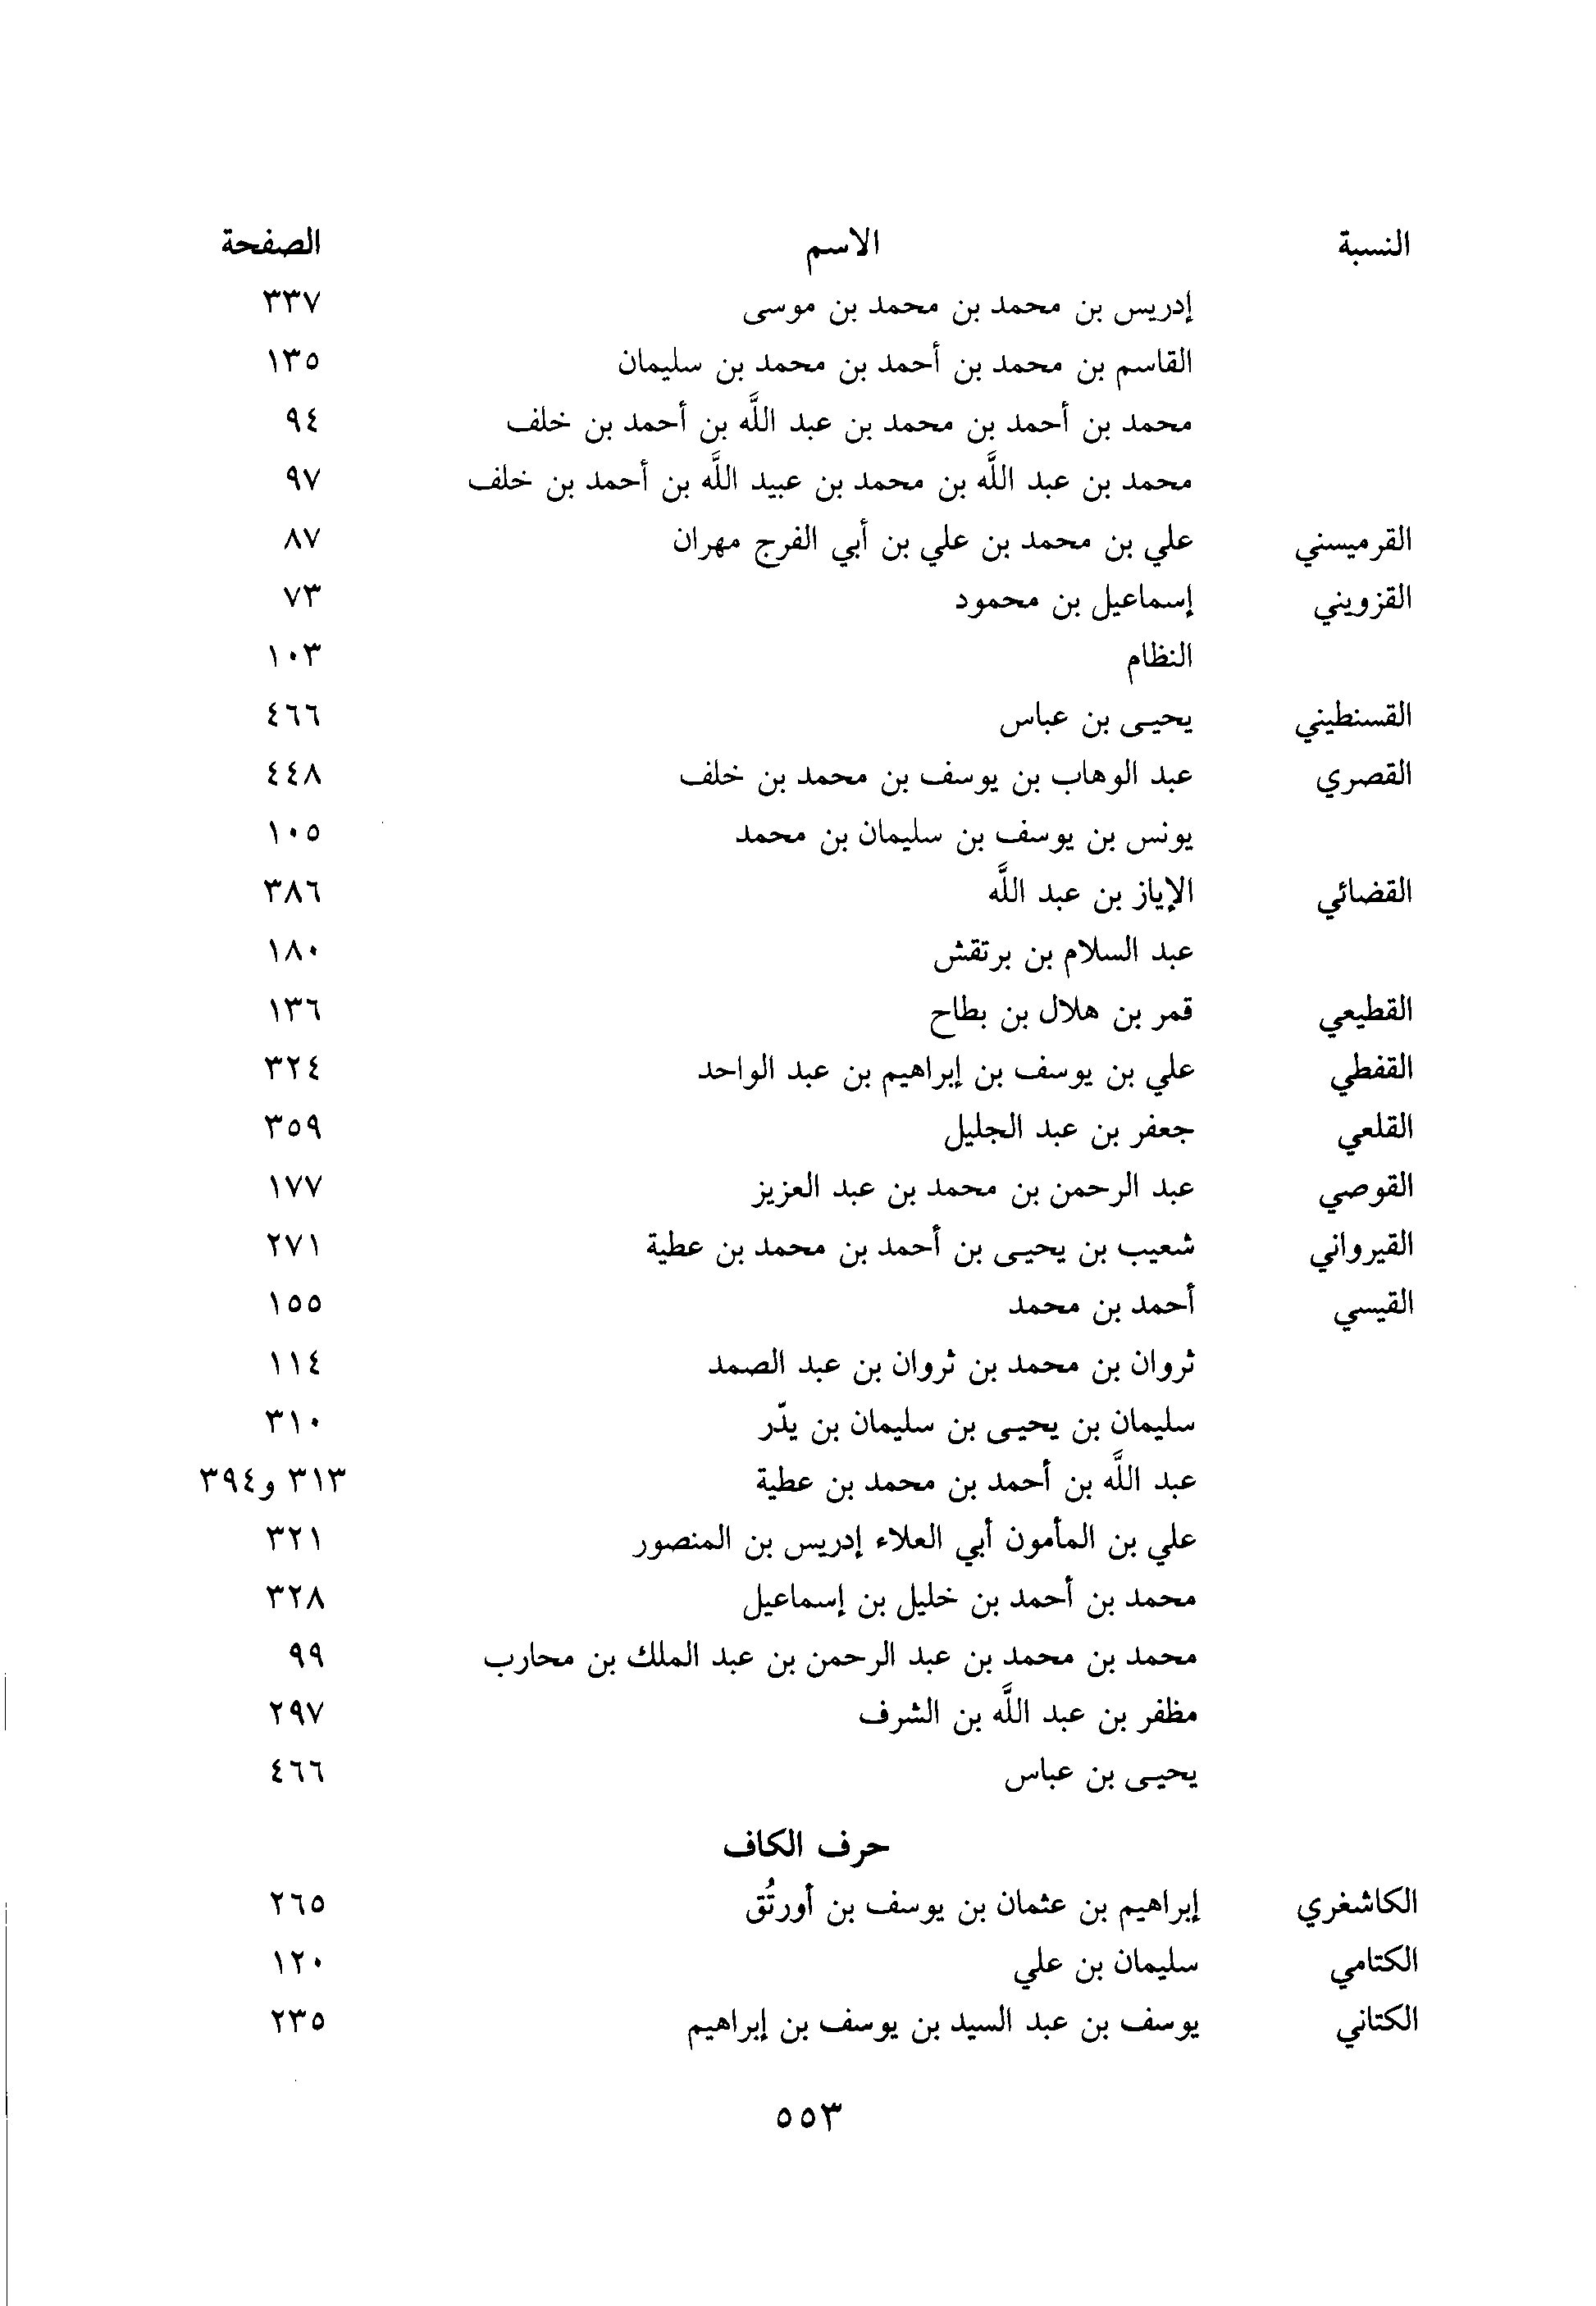 النسبة الاسم الصفحة
إدريس بن محمد بن محمد بن موسى ٣٣٧
القاسم بن محمد بن أحمد بن محمد بن سليمان ١٣٥
محمد بن أحمد بن محمد بن عبد اللَّه بن أحمد بن خلف ٩٤
محمد بن عبد اللَّه بن محمد بن عبيد اللَّه بن أحمد بن خلف ٩٧
القرميسني علي بن محمد بن علي بن أبي الفرج مهران ٨٧
القزويني إسماعيل بن محمود ٧٣
النظام ١٠٣
القسنطيني يحيى بن عباس ٤٦٦
القصري عبد الوهاب بن يوسف بن محمد بن خلف ٤٤٨
يونس بن يوسف بن سليمان بن محمد ١٠٥
القضائي الإياز بن عبد اللَّه ٣٨٦
عبد السلام بن برتقش ١٨٠
القطيعي قمر بن هلال بن بطاح ١٣٦
القفطي علي بن يوسف بن إبراهيم بن عبد الواحد ٣٢٤
القلعي جعفر بن عبد الجليل ٣٥٩
القوصي عبد الرحمن بن محمد بن عبد العزيز ١٧٧
القيرواني شعيب بن يحيى بن أحمد بن محمد بن عطية ٢٧١
القيسي أحمد بن محمد ١٥٥
ثروان بن محمد بن ثروان بن عبد الصمد ١١٤
سليمان بن يحيى بن سليمان بن يدّر ٣١٠
عبد اللَّه بن أحمد بن محمد بن عطية ٣١٣ و٣٩٤
علي بن المأمون أبي العلاء إدريس بن المنصور ٣٢١
محمد بن أحمد بن خليل بن إسماعيل ٣٢٨
محمد بن محمد بن عبد الرحمن بن عبد الملك بن محارب ٩٩
مظفر بن عبد اللَّه بن الشرف ٢٩٧
يحيى بن عباس ٤٦٦
حرف الكاف
الكاشغري إبراهيم بن عثمان بن يوسف بن أورتُق ٢٦٥
الكتامي سليمان بن علي ١٢٠
الكتاني يوسف بن عبد السيد بن يوسف بن إبراهيم ٢٣٥
٥٥٣